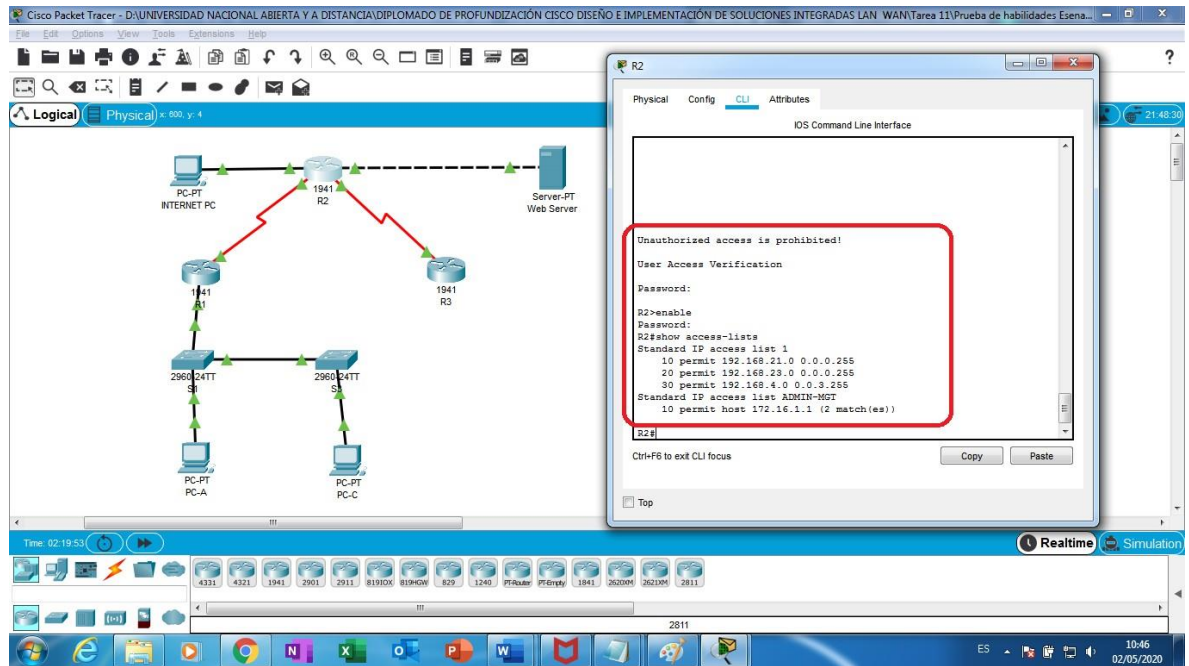 Cisco Packet Tracer - D:\UNIVERSIDAD NACIONAL ABIERTA Y A DISTANCIA\DIPLOMADO DE PROFUNDIZACIÓN CISCO DISEÑO E IMPLEMENTACIÓN DE SOLUCIONES INTEGRADAS LAN WAN\Tarea 11\Prueba de habilidades Esena...
File Edit Options View Tools Extensions Help
?
Logical Physical x: 800, y: 4
21:48:30
PC-PT
INTERNET PC
1941
R2
Server-PT
Web Server
1941
R1
1941
R3
2960-24TT
S1
2960-24TT
PC-PT
PC-A
PC-PT
PC-C
R2
Physical Config CLI Attributes
IOS Command Line Interface
Unauthorized access is prohibited!
User Access Verification
Password:
R2>enable
Password:
R2#show access-lists
Standard IP access list 1
10 permit 192.168.21.0 0.0.0.255
20 permit 192.168.23.0 0.0.0.255
30 permit 192.168.4.0 0.0.3.255
Standard IP access list ADMIN-MGT
10 permit host 172.16.1.1 (2 match(es))
R2#
Ctrl+F6 to exit CLI focus
Copy Paste
Top
Time: 02:19:53
Realtime Simulation
4331 4321 1941 2901 2911 819IOX 819HGW 829 1240 PT-Router PT-Empty 1841 2620XM 2621XM 2811
2811
ES
10:46
02/05/2020